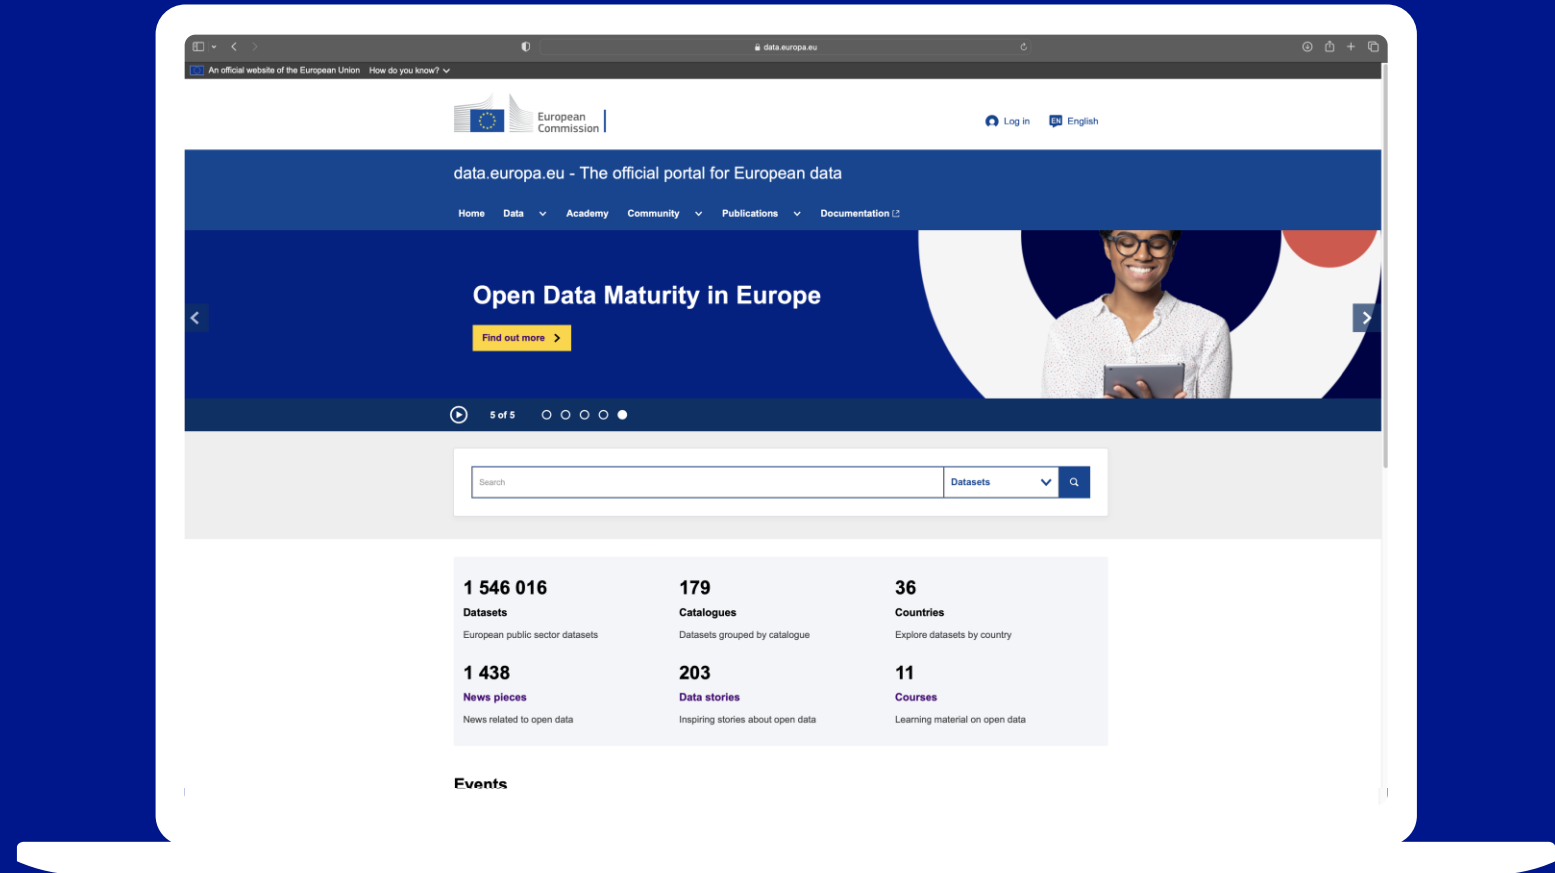 data.europa.eu
An official website of the European Union How do you know?
European
Commission
Log in
EN English
data.europa.eu - The official portal for European data
Home Data Academy Community Publications Documentation
Open Data Maturity in Europe
Find out more
5 of 5
Search
Datasets
1 546 016
Datasets
European public sector datasets
179
Catalogues
Datasets grouped by catalogue
36
Countries
Explore datasets by country
1 438
News pieces
News related to open data
203
Data stories
Inspiring stories about open data
11
Courses
Learning material on open data
Events